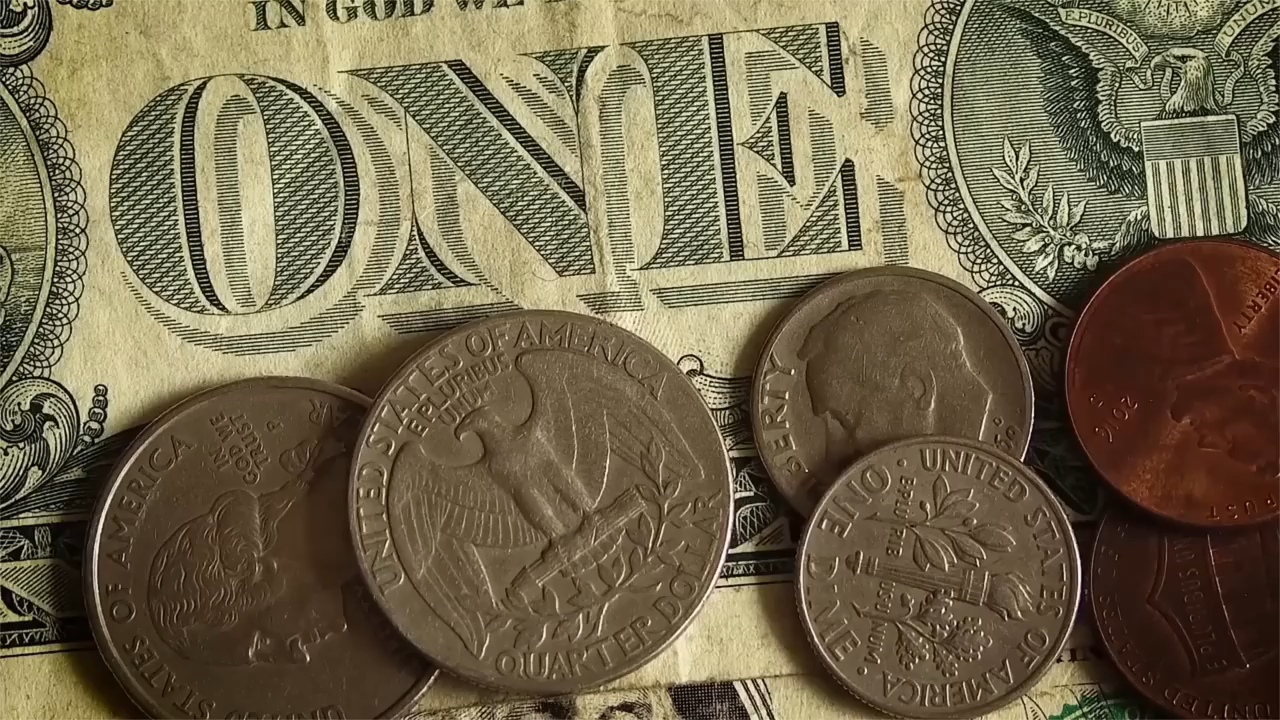 IN GOD WE
ONE
E PLURIBUS UNUM
UNITED STATES OF AMERICA
E PLURIBUS
UNUM
QUARTER DOLLAR
STATES OF AMERICA
IN
GOD WE
TRUST
P
LIBERTY
UNITED STATES OF AMERICA
ONE DIME
E PLURIBUS UNUM
LIBERTY
2016
D